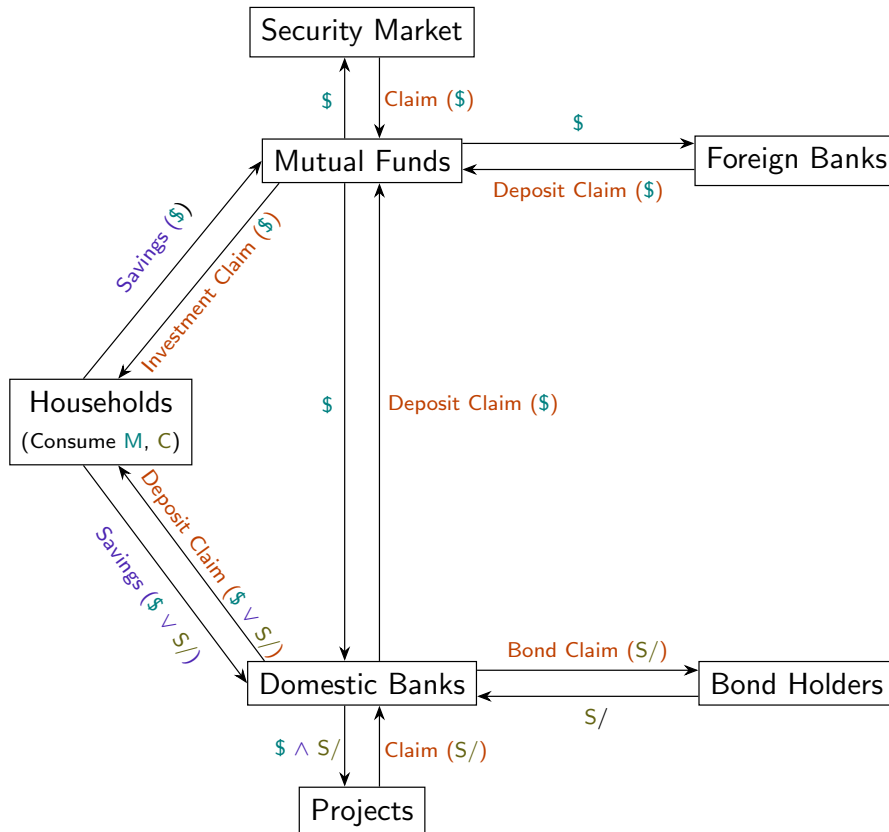 Security Market
$
Claim ($)
$
Mutual Funds
Foreign Banks
Deposit Claim ($)
Savings ($)
Investment Claim ($)
Households
(Consume M, C)
$
Deposit Claim ($)
Deposit Claim ($ ∨ S/)
Savings ($ ∨ S/)
Bond Claim (S/)
Domestic Banks
Bond Holders
S/
$ ∧ S/
Claim (S/)
Projects